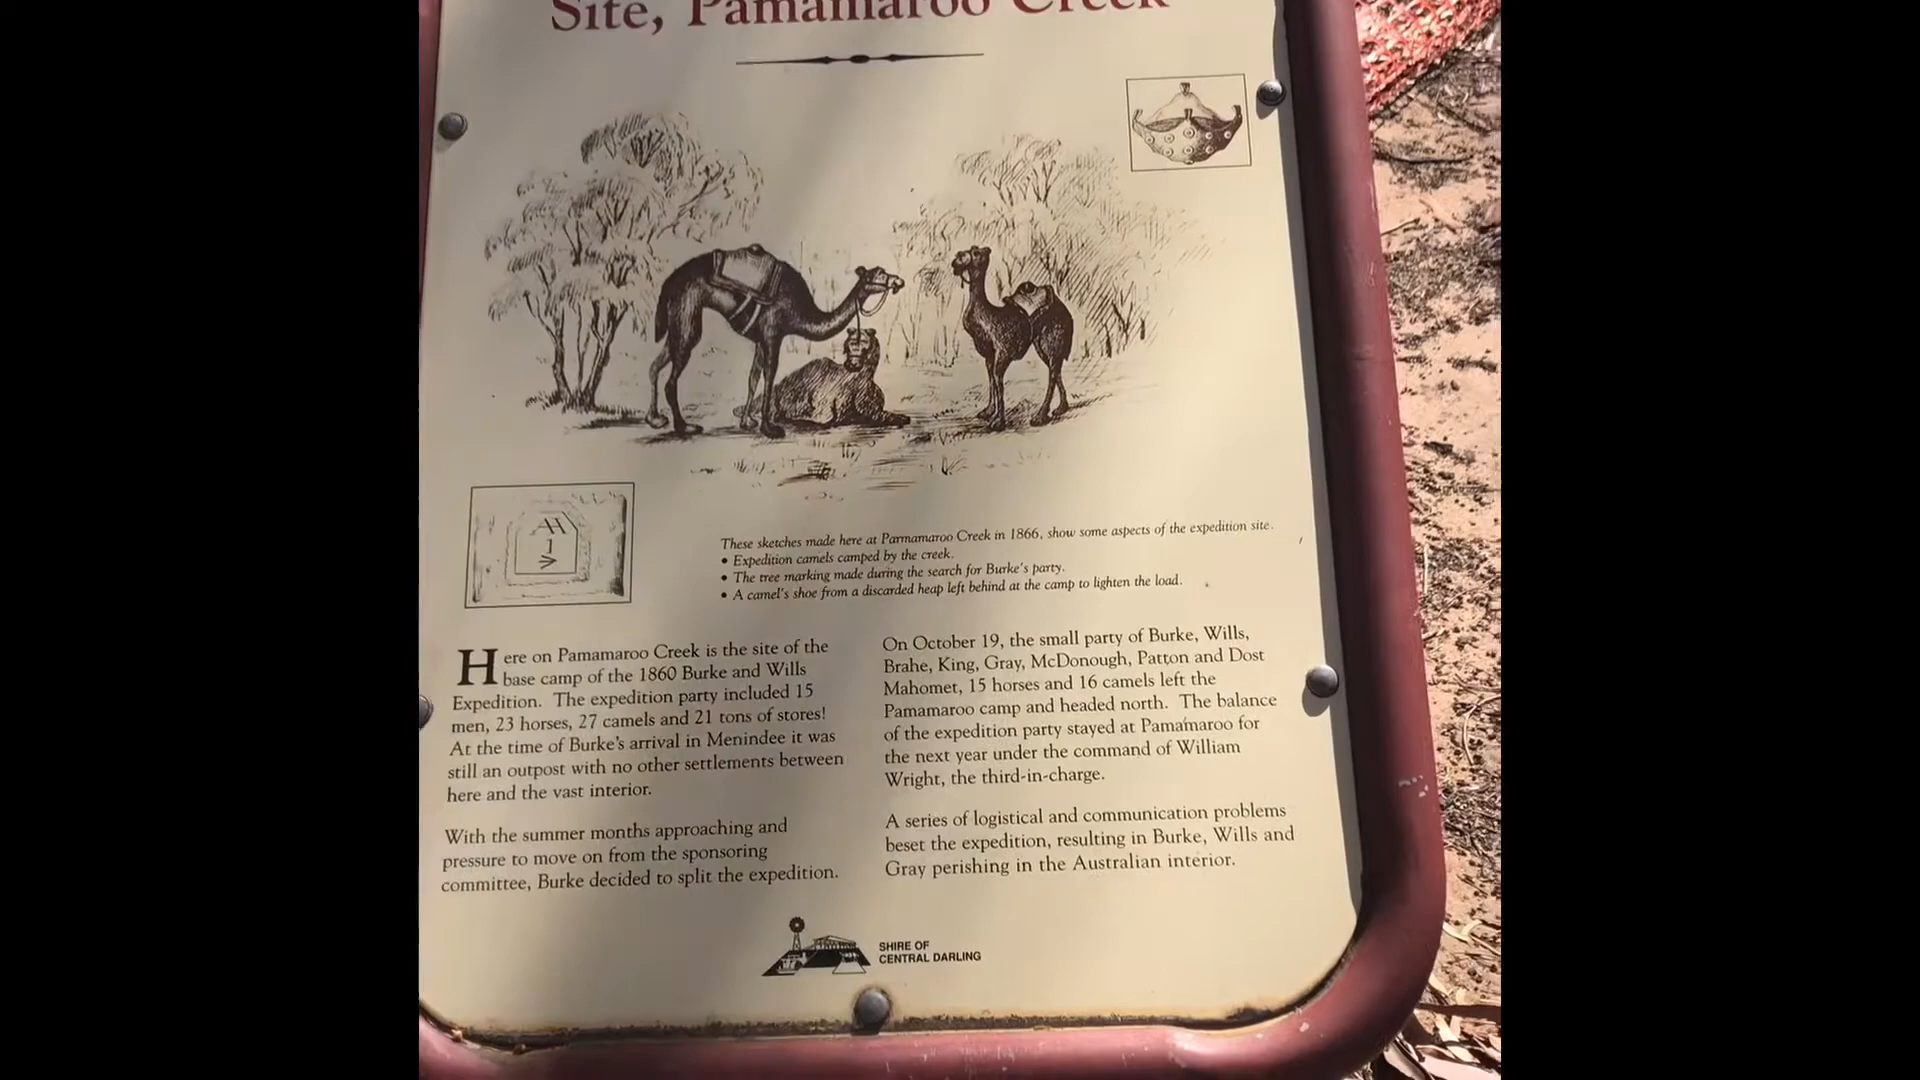 Site, Pamamaroo Creek
These sketches made here at Parmamaroo Creek in 1866, show some aspects of the expedition site.
• Expedition camels camped by the creek.
• The tree marking made during the search for Burke's party.
• A camel's shoe from a discarded heap left behind at the camp to lighten the load.
Here on Pamamaroo Creek is the site of the
base camp of the 1860 Burke and Wills
Expedition. The expedition party included 15
men, 23 horses, 27 camels and 21 tons of stores!
At the time of Burke's arrival in Menindee it was
still an outpost with no other settlements between
here and the vast interior.
With the summer months approaching and
pressure to move on from the sponsoring
committee, Burke decided to split the expedition.
On October 19, the small party of Burke, Wills,
Brahe, King, Gray, McDonough, Patton and Dost
Mahomet, 15 horses and 16 camels left the
Pamamaroo camp and headed north. The balance
of the expedition party stayed at Pamamaroo for
the next year under the command of William
Wright, the third-in-charge.
A series of logistical and communication problems
beset the expedition, resulting in Burke, Wills and
Gray perishing in the Australian interior.
SHIRE OF
CENTRAL DARLING